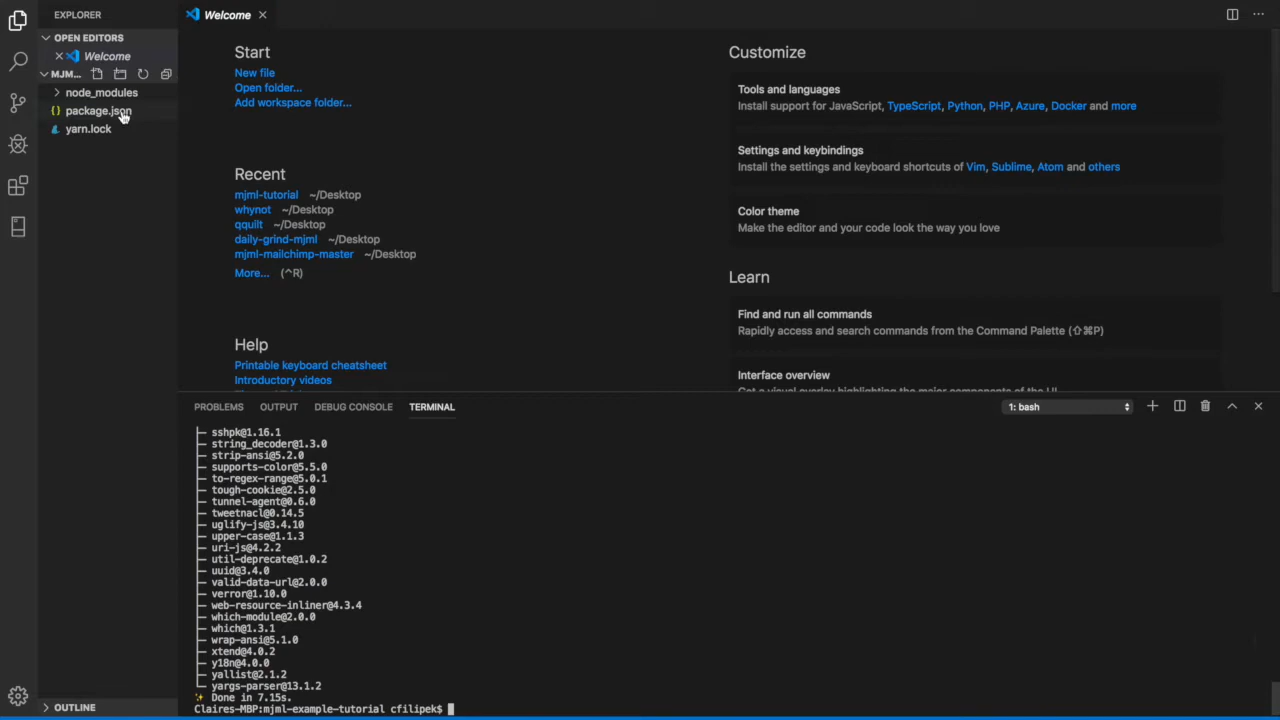 EXPLORER
OPEN EDITORS
Welcome
MJM...
node_modules
package.json
yarn.lock
OUTLINE
Welcome
Start
New file
Open folder...
Add workspace folder...
Recent
mjml-tutorial ~/Desktop
whynot ~/Desktop
qquilt ~/Desktop
daily-grind-mjml ~/Desktop
mjml-mailchimp-master ~/Desktop
More... (^R)
Help
Printable keyboard cheatsheet
Introductory videos
Customize
Tools and languages
Install support for JavaScript, TypeScript, Python, PHP, Azure, Docker and more
Settings and keybindings
Install the settings and keyboard shortcuts of Vim, Sublime, Atom and others
Color theme
Make the editor and your code look the way you love
Learn
Find and run all commands
Rapidly access and search commands from the Command Palette (⇧⌘P)
Interface overview
Get a visual overlay highlighting the major components of the UI
PROBLEMS OUTPUT DEBUG CONSOLE TERMINAL 1: bash
├─ sshpk@1.16.1
├─ string_decoder@1.3.0
├─ strip-ansi@5.2.0
├─ supports-color@5.5.0
├─ to-regex-range@5.0.1
├─ tough-cookie@2.5.0
├─ tunnel-agent@0.6.0
├─ tweetnacl@0.14.5
├─ uglify-js@3.4.10
├─ upper-case@1.1.3
├─ uri-js@4.2.2
├─ util-deprecate@1.0.2
├─ uuid@3.4.0
├─ valid-data-url@2.0.0
├─ verror@1.10.0
├─ web-resource-inliner@4.3.4
├─ which-module@2.0.0
├─ which@1.3.1
├─ wrap-ansi@5.1.0
├─ xtend@4.0.2
├─ y18n@4.0.0
├─ yallist@2.1.2
└─ yargs-parser@13.1.2
✨ Done in 7.15s.
Claires-MBP:mjml-example-tutorial cfilipek$